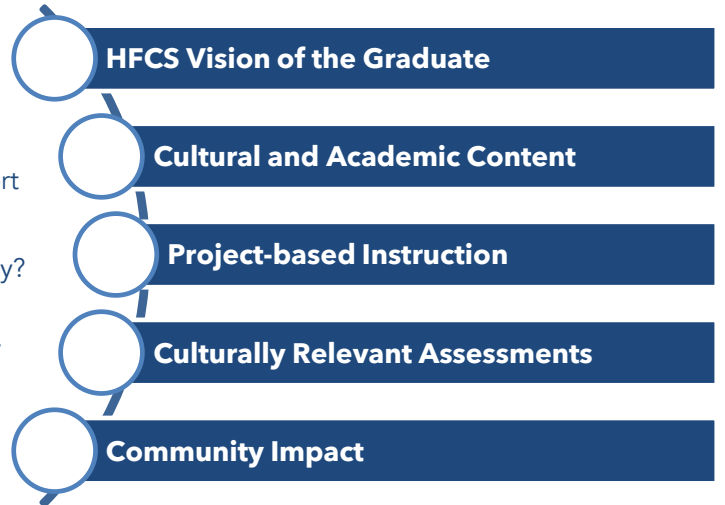 HFCS Vision of the Graduate
Cultural and Academic Content
Project-based Instruction
Culturally Relevant Assessments
Community Impact